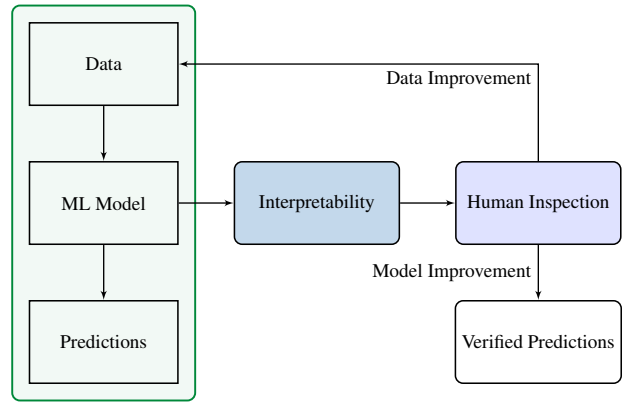 Data
Data Improvement
ML Model
Interpretability
Human Inspection
Model Improvement
Predictions
Verified Predictions